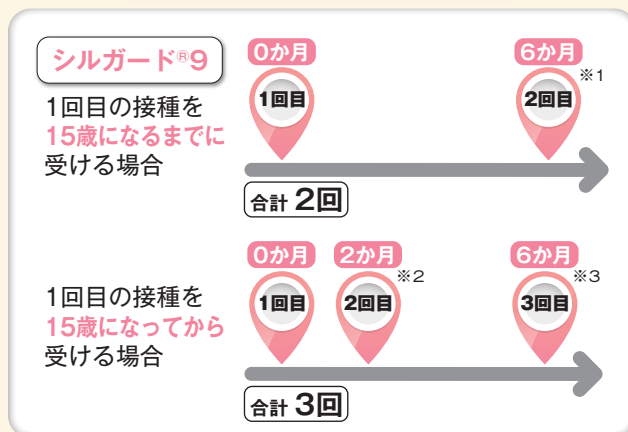 シルガード®9
1回目の接種を
15歳になるまでに
受ける場合
0か月
1回目
6か月
2回目
※1
合計 2回
1回目の接種を
15歳になってから
受ける場合
0か月
1回目
2か月
2回目
※2
6か月
3回目
※3
合計 3回